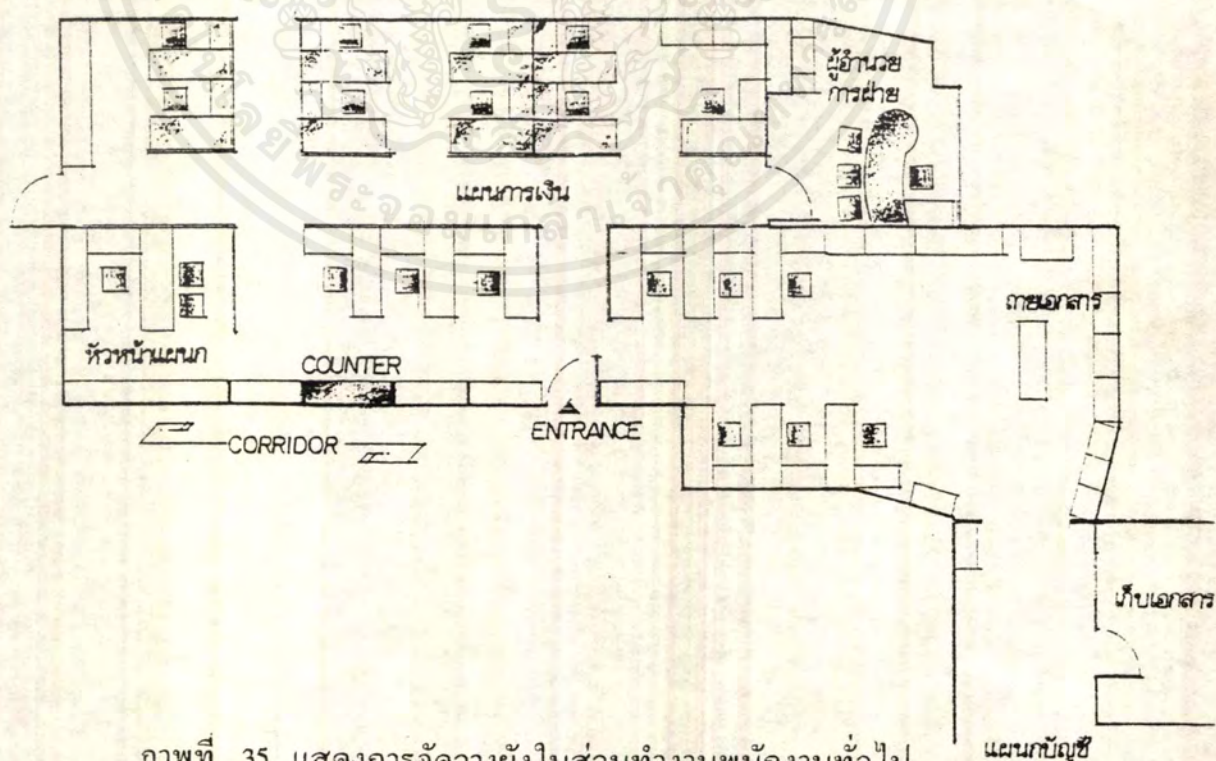 ผู้อำนวย
การฝ่าย
แผนการเงิน
ถ่ายเอกสาร
หัวหน้าแผนก
COUNTER
CORRIDOR
ENTRANCE
เก็บเอกสาร
แผนกบัญชี
ภาพที่ 35 แสดงการจัดวางผังในส่วนทำงานพนักงานทั่วไป